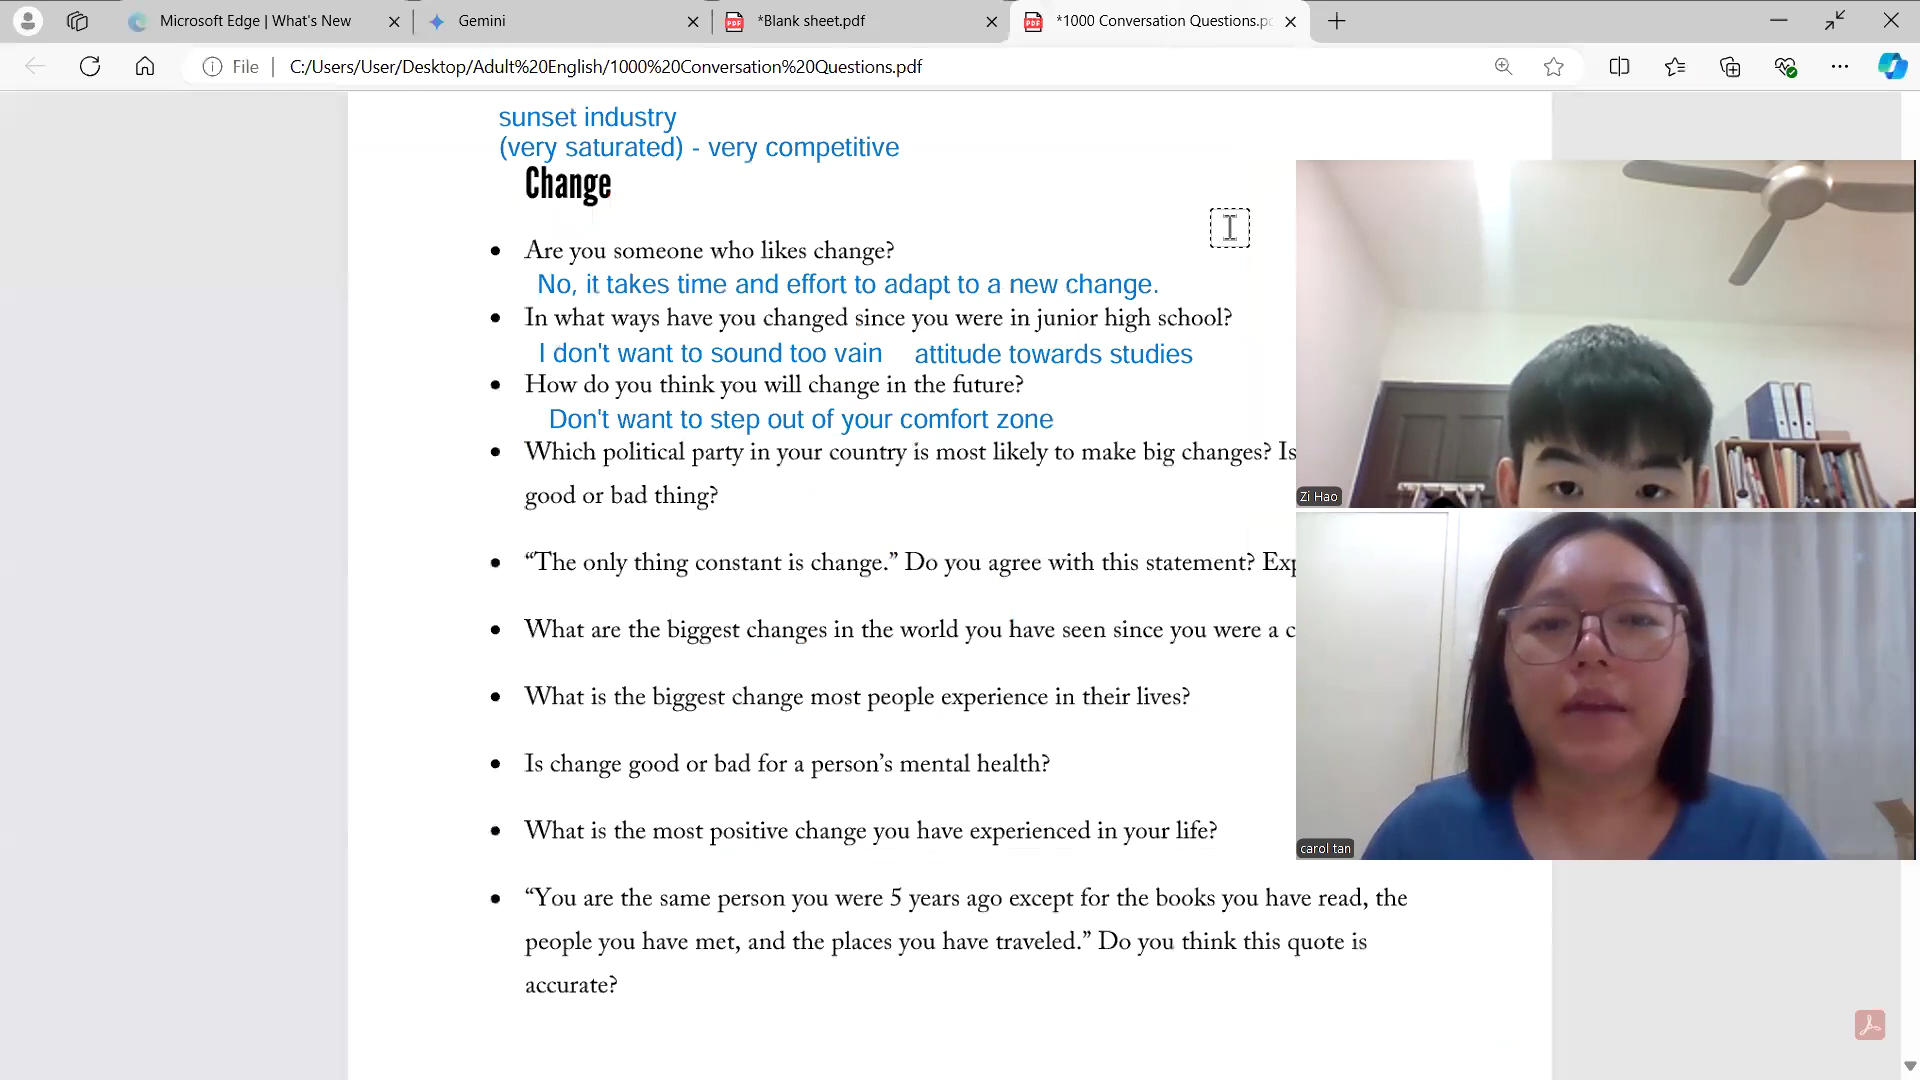 Microsoft Edge | What's New
Gemini
*Blank sheet.pdf
*1000 Conversation Questions.p
File
C:/Users/User/Desktop/Adult%20English/1000%20Conversation%20Questions.pdf
sunset industry
(very saturated) - very competitive
Change
• Are you someone who likes change?
No, it takes time and effort to adapt to a new change.
• In what ways have you changed since you were in junior high school?
I don't want to sound too vain attitude towards studies
• How do you think you will change in the future?
Don't want to step out of your comfort zone
• Which political party in your country is most likely to make big changes? Is
good or bad thing?
Zi Hao
• “The only thing constant is change.” Do you agree with this statement? Exp
• What are the biggest changes in the world you have seen since you were a c
• What is the biggest change most people experience in their lives?
• Is change good or bad for a person’s mental health?
• What is the most positive change you have experienced in your life?
carol tan
• “You are the same person you were 5 years ago except for the books you have read, the
people you have met, and the places you have traveled.” Do you think this quote is
accurate?